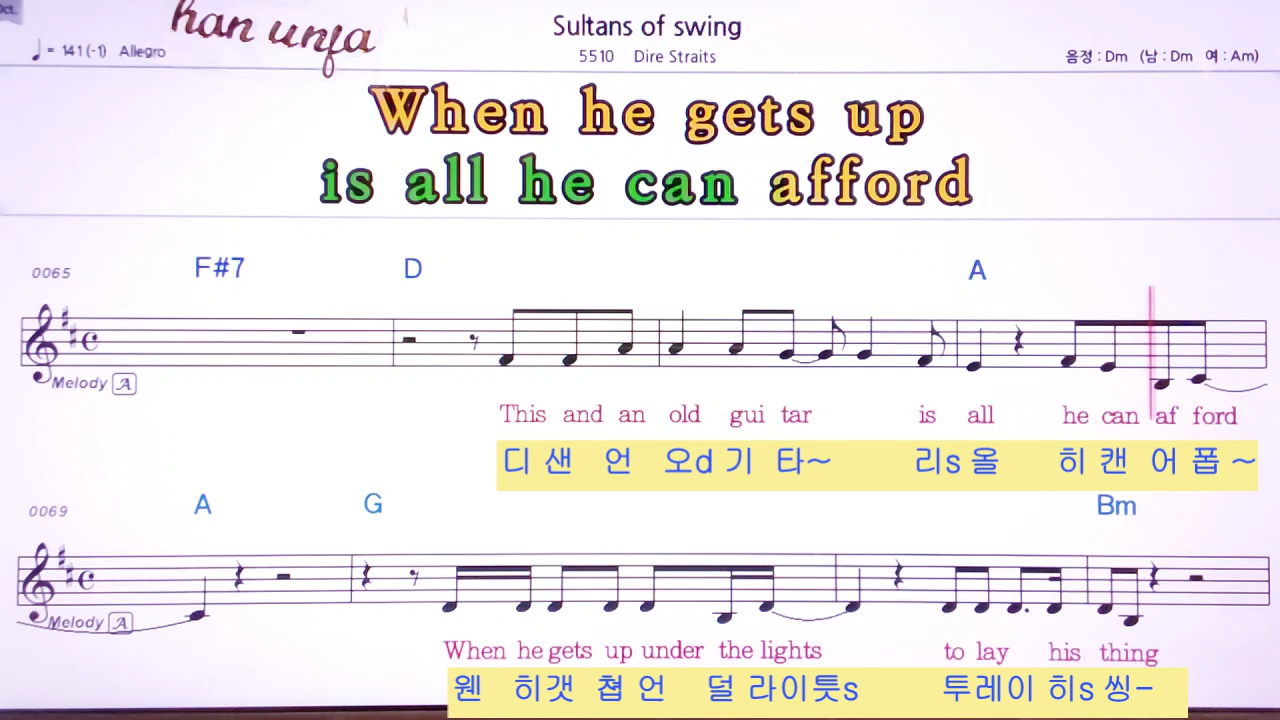 oct.
han unja
Sultans of swing
♩= 141(-1) Allegro
5510 Dire Straits
음정 : Dm (남 : Dm 여 : Am)
When he gets up
is all he can afford
0065 F#7 D A
Melody A
This and an old gui tar is all he can af ford
디 샌 언 오d 기 타~ 리s 올 히 캔 어 폽 ~
0069 A G Bm
Melody A
When he gets up under the lights to lay his thing
웬 히갯 쳡 언 덜 라이툿s 투레이 히s 씽-